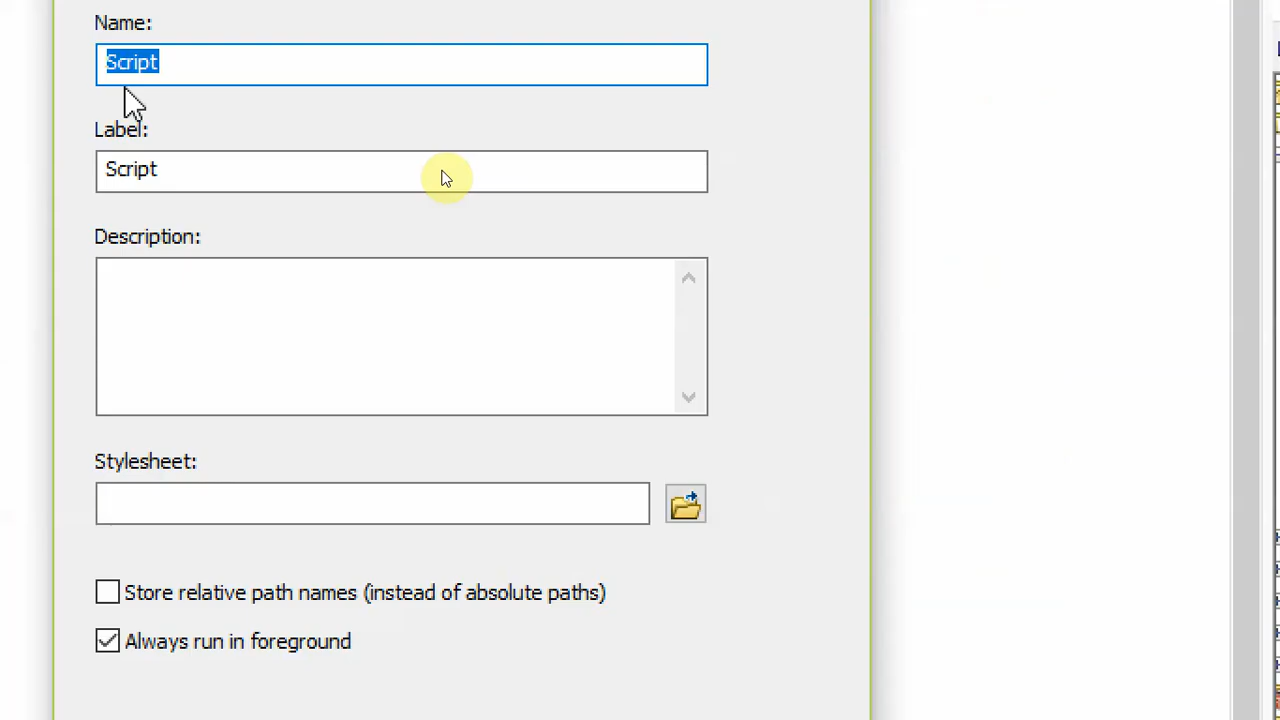 Name:
Script
Label:
Script
Description:
Stylesheet:
Store relative path names (instead of absolute paths)
Always run in foreground